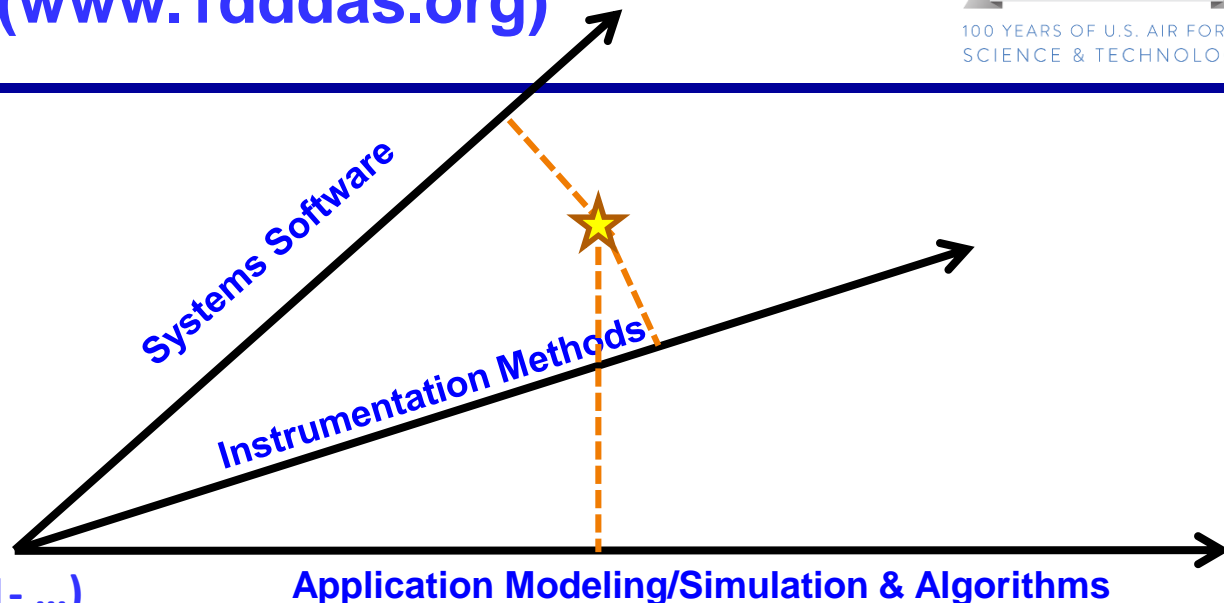 (www.1dddas.org)
100 YEARS OF U.S. AIR FOR
SCIENCE & TECHNOLO
Systems Software
Instrumentation Methods
- ...)
Application Modeling/Simulation & Algorithms